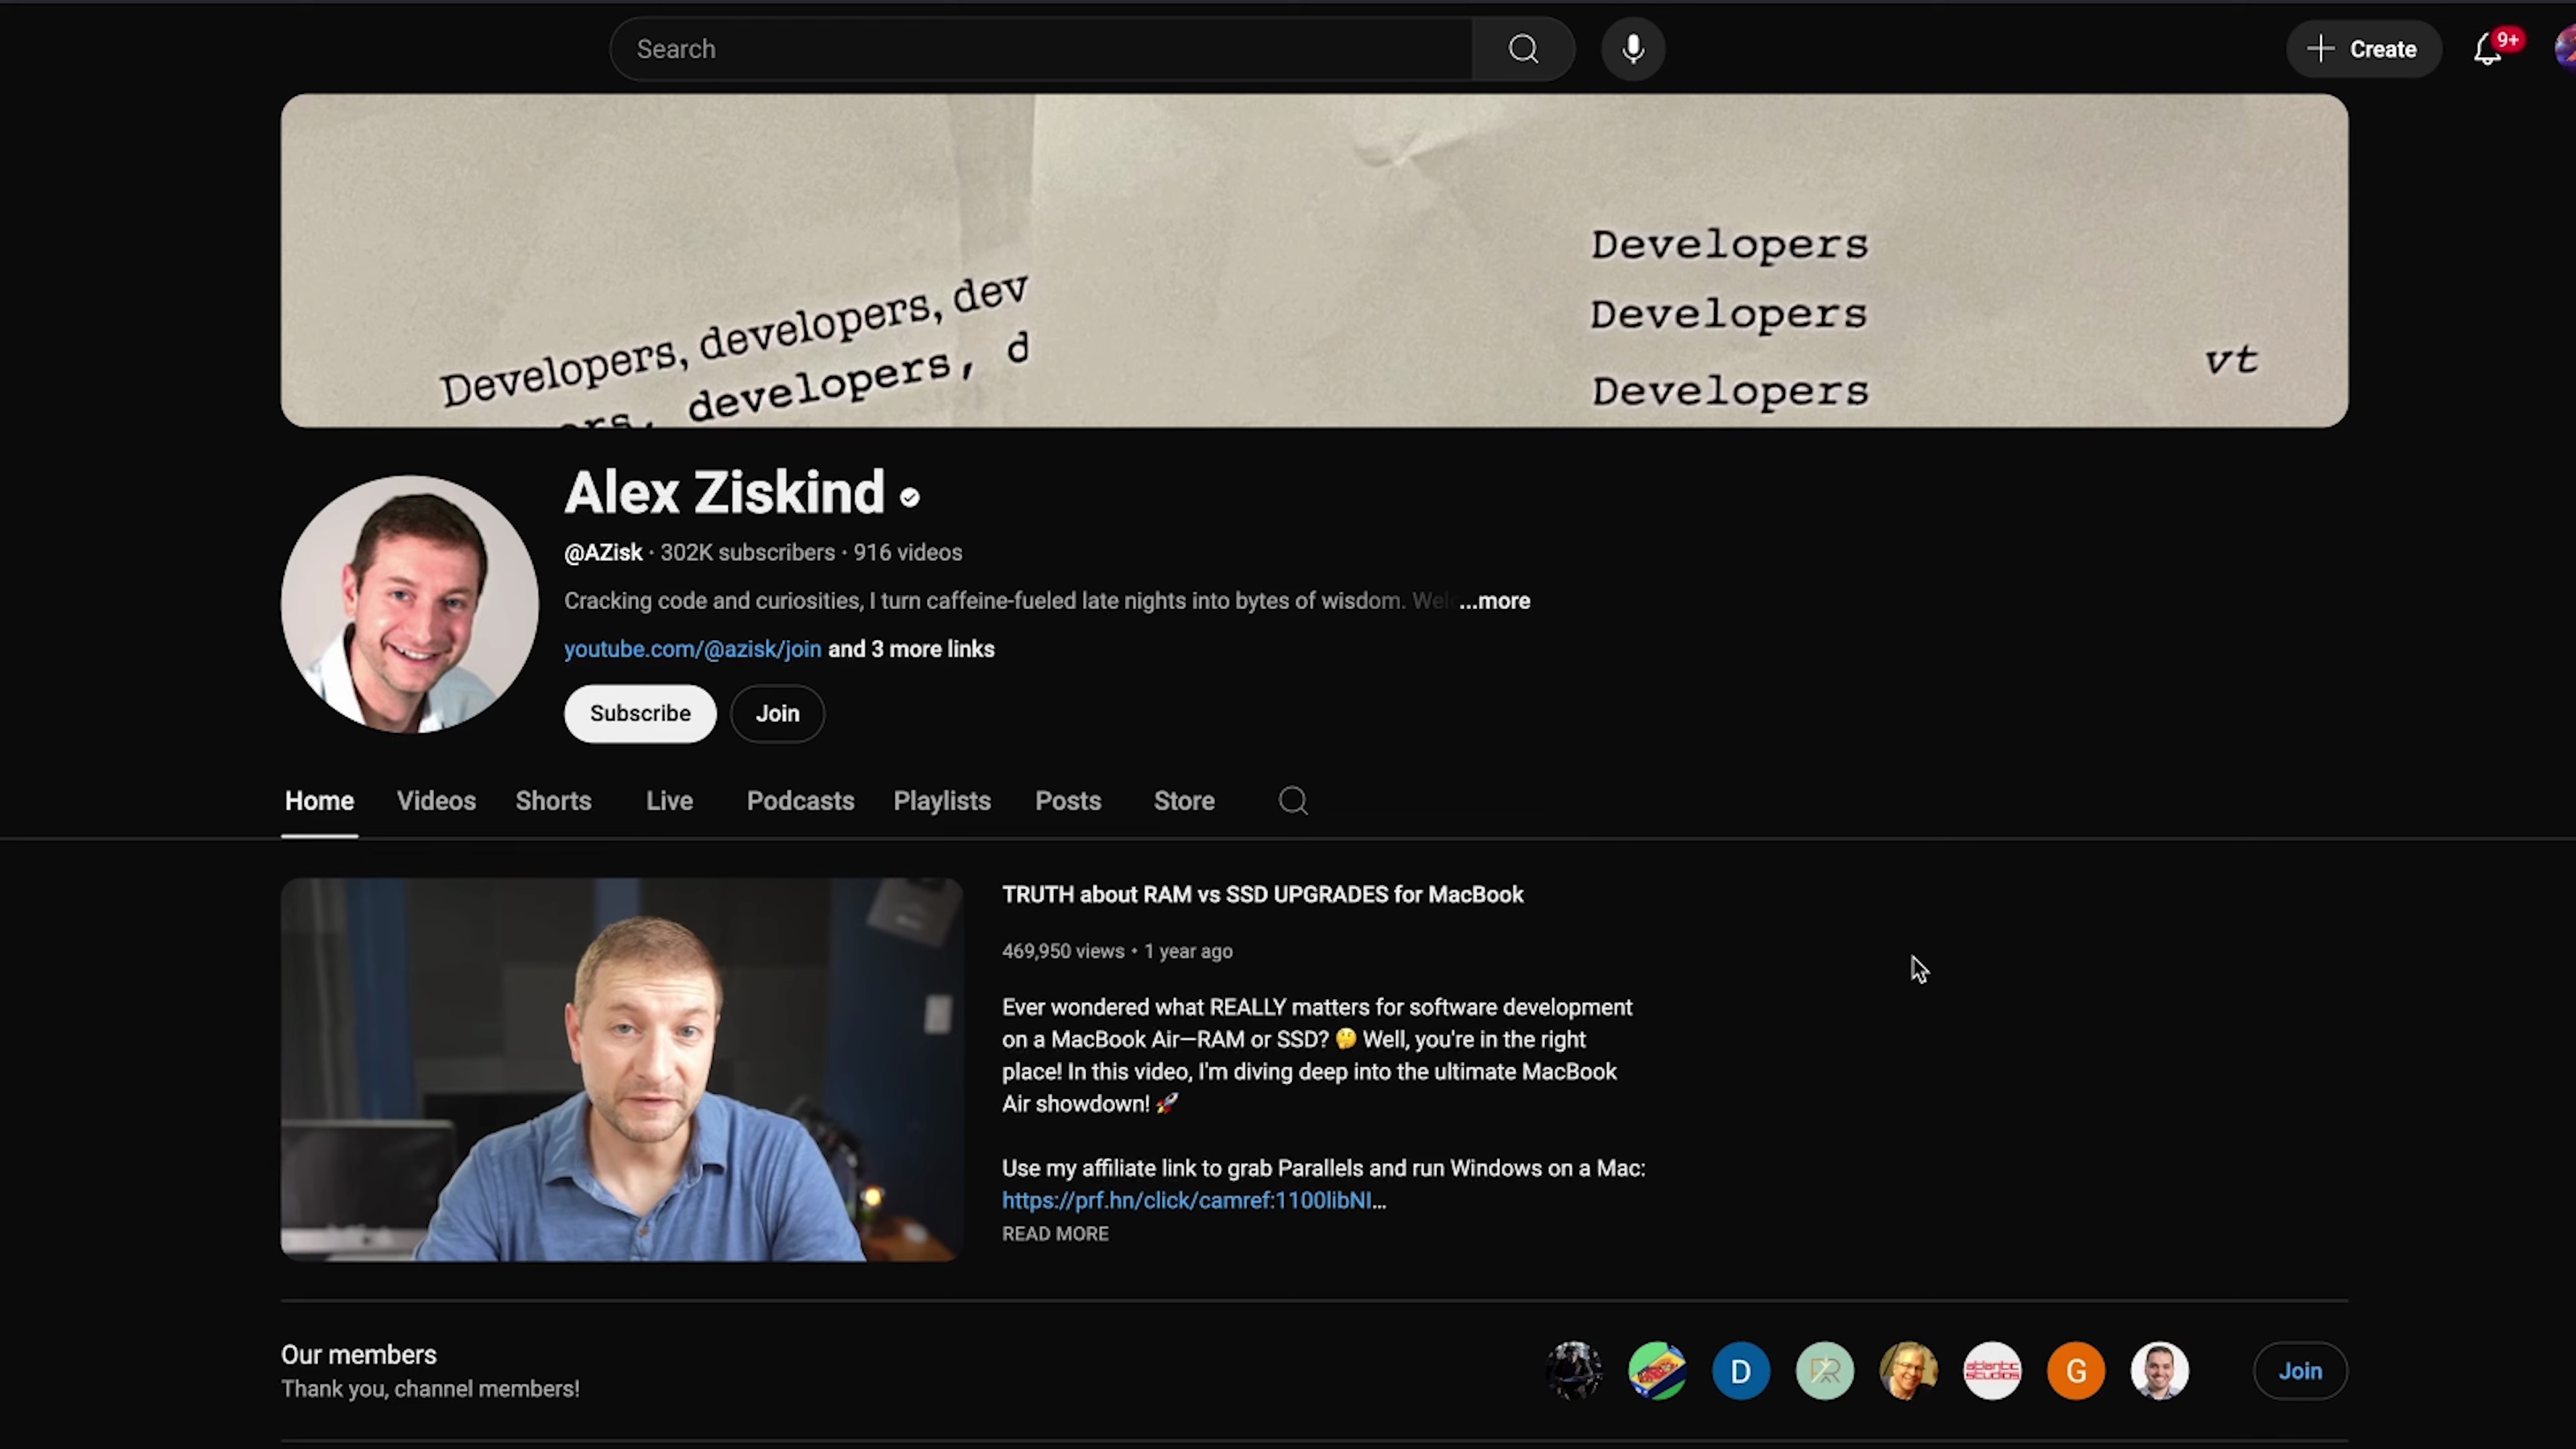 Search
Create
9+
Developers, developers, dev
ers, developers, d
Developers
Developers
Developers
vt
Alex Ziskind
@AZisk · 302K subscribers · 916 videos
Cracking code and curiosities, I turn caffeine-fueled late nights into bytes of wisdom. Wel ...more
youtube.com/@azisk/join and 3 more links
Subscribe
Join
Home Videos Shorts Live Podcasts Playlists Posts Store
TRUTH about RAM vs SSD UPGRADES for MacBook
469,950 views • 1 year ago
Ever wondered what REALLY matters for software development
on a MacBook Air—RAM or SSD? 🤔 Well, you're in the right
place! In this video, I'm diving deep into the ultimate MacBook
Air showdown! 🚀
Use my affiliate link to grab Parallels and run Windows on a Mac:
https://prf.hn/click/camref:1100libNI...
READ MORE
Our members
Thank you, channel members!
D
atlantic
studios
G
Join